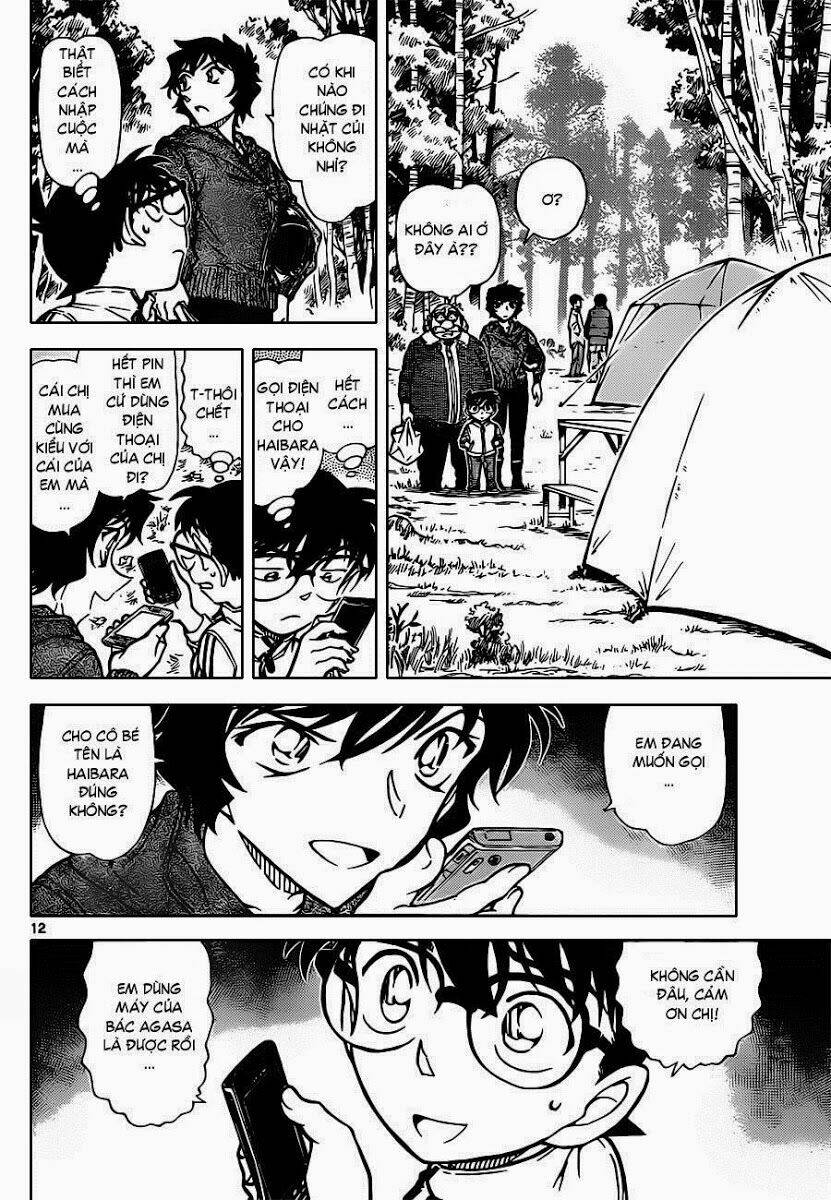 Ơ?
KHÔNG AI Ở
ĐÂY À??
CÓ KHI
NÀO
CHÚNG ĐI
NHẶT CỦI
KHÔNG
NHỈ?
THẬT
BIẾT
CÁCH
NHẬP
CUỘC
MÀ
...
HẾT
CÁCH
...
GỌI ĐIỆN
THOẠI
CHO
HAIBARA
VẬY!
T-THÔI
CHẾT
...
HẾT PIN
THÌ EM
CỨ DÙNG
ĐIỆN
THOẠI
CỦA CHỊ
ĐI?
CÁI CHỊ
MUA
CÙNG
KIỂU VỚI
CÁI CỦA
EM MÀ
EM ĐANG
MUỐN GỌI
...
CHO CÔ BÉ
TÊN LÀ
HAIBARA
ĐÚNG
KHÔNG?
12
KHÔNG CẦN
ĐÂU, CÁM
ƠN CHỊ!
EM DÙNG
MÁY CỦA
BÁC AGASA
LÀ ĐƯỢC RỒI
...